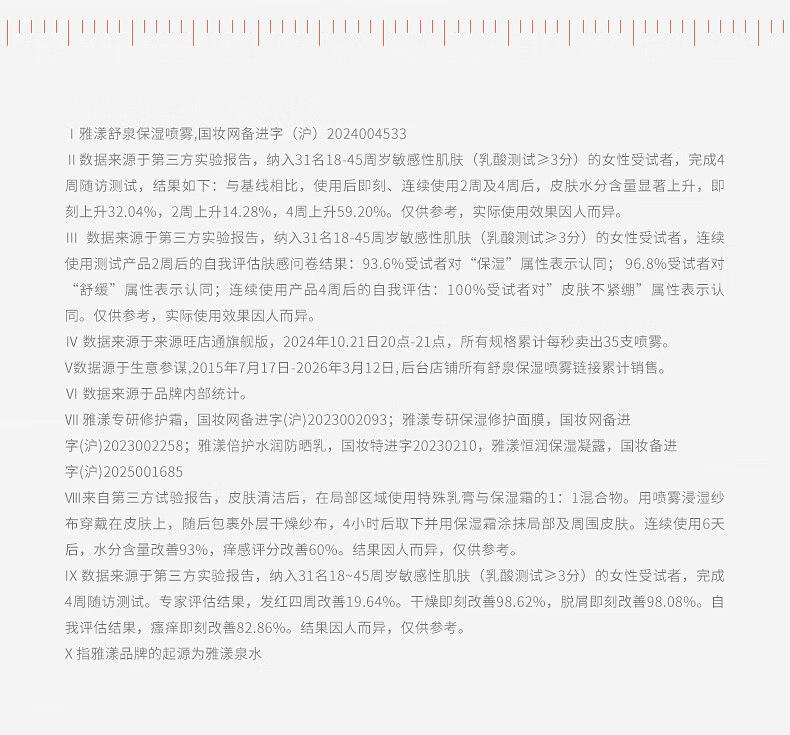 Ⅰ雅漾舒泉保湿喷雾,国妆网备进字（沪）2024004533
Ⅱ数据来源于第三方实验报告，纳入31名18-45周岁敏感性肌肤（乳酸测试≥3分）的女性受试者，完成4
周随访测试，结果如下：与基线相比，使用后即刻、连续使用2周及4周后，皮肤水分含量显著上升，即
刻上升32.04%，2周上升14.28%，4周上升59.20%。仅供参考，实际使用效果因人而异。
Ⅲ 数据来源于第三方实验报告，纳入31名18-45周岁敏感性肌肤（乳酸测试≥3分）的女性受试者，连续
使用测试产品2周后的自我评估肤感问卷结果：93.6%受试者对“保湿”属性表示认同； 96.8%受试者对
“舒缓”属性表示认同；连续使用产品4周后的自我评估：100%受试者对”皮肤不紧绷”属性表示认
同。仅供参考，实际使用效果因人而异。
Ⅳ 数据来源于来源旺店通旗舰版，2024年10.21日20点-21点，所有规格累计每秒卖出35支喷雾。
Ⅴ数据源于生意参谋,2015年7月17日-2026年3月12日,后台店铺所有舒泉保湿喷雾链接累计销售。
Ⅵ 数据来源于品牌内部统计。
Ⅶ 雅漾专研修护霜，国妆网备进字(沪)2023002093；雅漾专研保湿修护面膜，国妆网备进
字(沪)2023002258；雅漾倍护水润防晒乳，国妆特进字20230210，雅漾恒润保湿凝露，国妆备进
字(沪)2025001685
Ⅷ来自第三方试验报告，皮肤清洁后，在局部区域使用特殊乳膏与保湿霜的1：1混合物。用喷雾浸湿纱
布穿戴在皮肤上，随后包裹外层干燥纱布，4小时后取下并用保湿霜涂抹局部及周围皮肤。连续使用6天
后，水分含量改善93%，痒感评分改善60%。结果因人而异，仅供参考。
Ⅸ 数据来源于第三方实验报告，纳入31名18~45周岁敏感性肌肤（乳酸测试≥3分）的女性受试者，完成
4周随访测试。专家评估结果，发红四周改善19.64%。干燥即刻改善98.62%，脱屑即刻改善98.08%。自
我评估结果，瘙痒即刻改善82.86%。结果因人而异，仅供参考。
Ⅹ 指雅漾品牌的起源为雅漾泉水